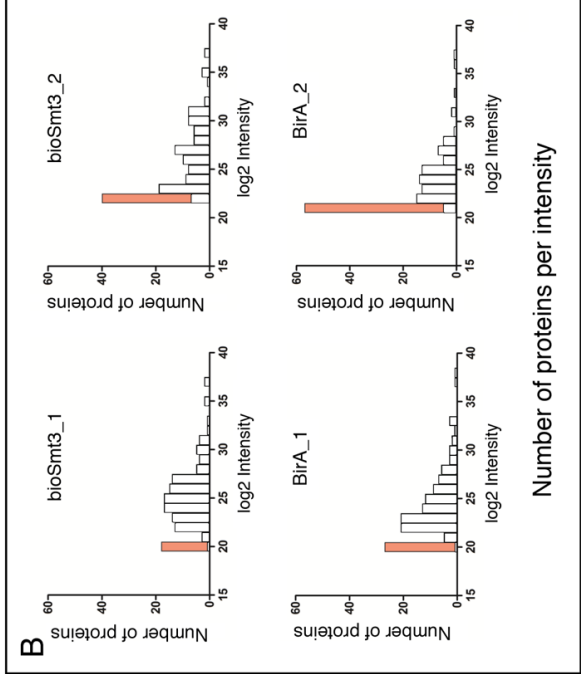 B
bioSmt3_1
Number of proteins
60
40
20
0
15 20 25 30 35 40
log2 Intensity
bioSmt3_2
Number of proteins
60
40
20
0
15 20 25 30 35 40
log2 Intensity
BirA_1
Number of proteins
60
40
20
0
15 20 25 30 35 40
log2 Intensity
BirA_2
Number of proteins
60
40
20
0
15 20 25 30 35 40
log2 Intensity
Number of proteins per intensity